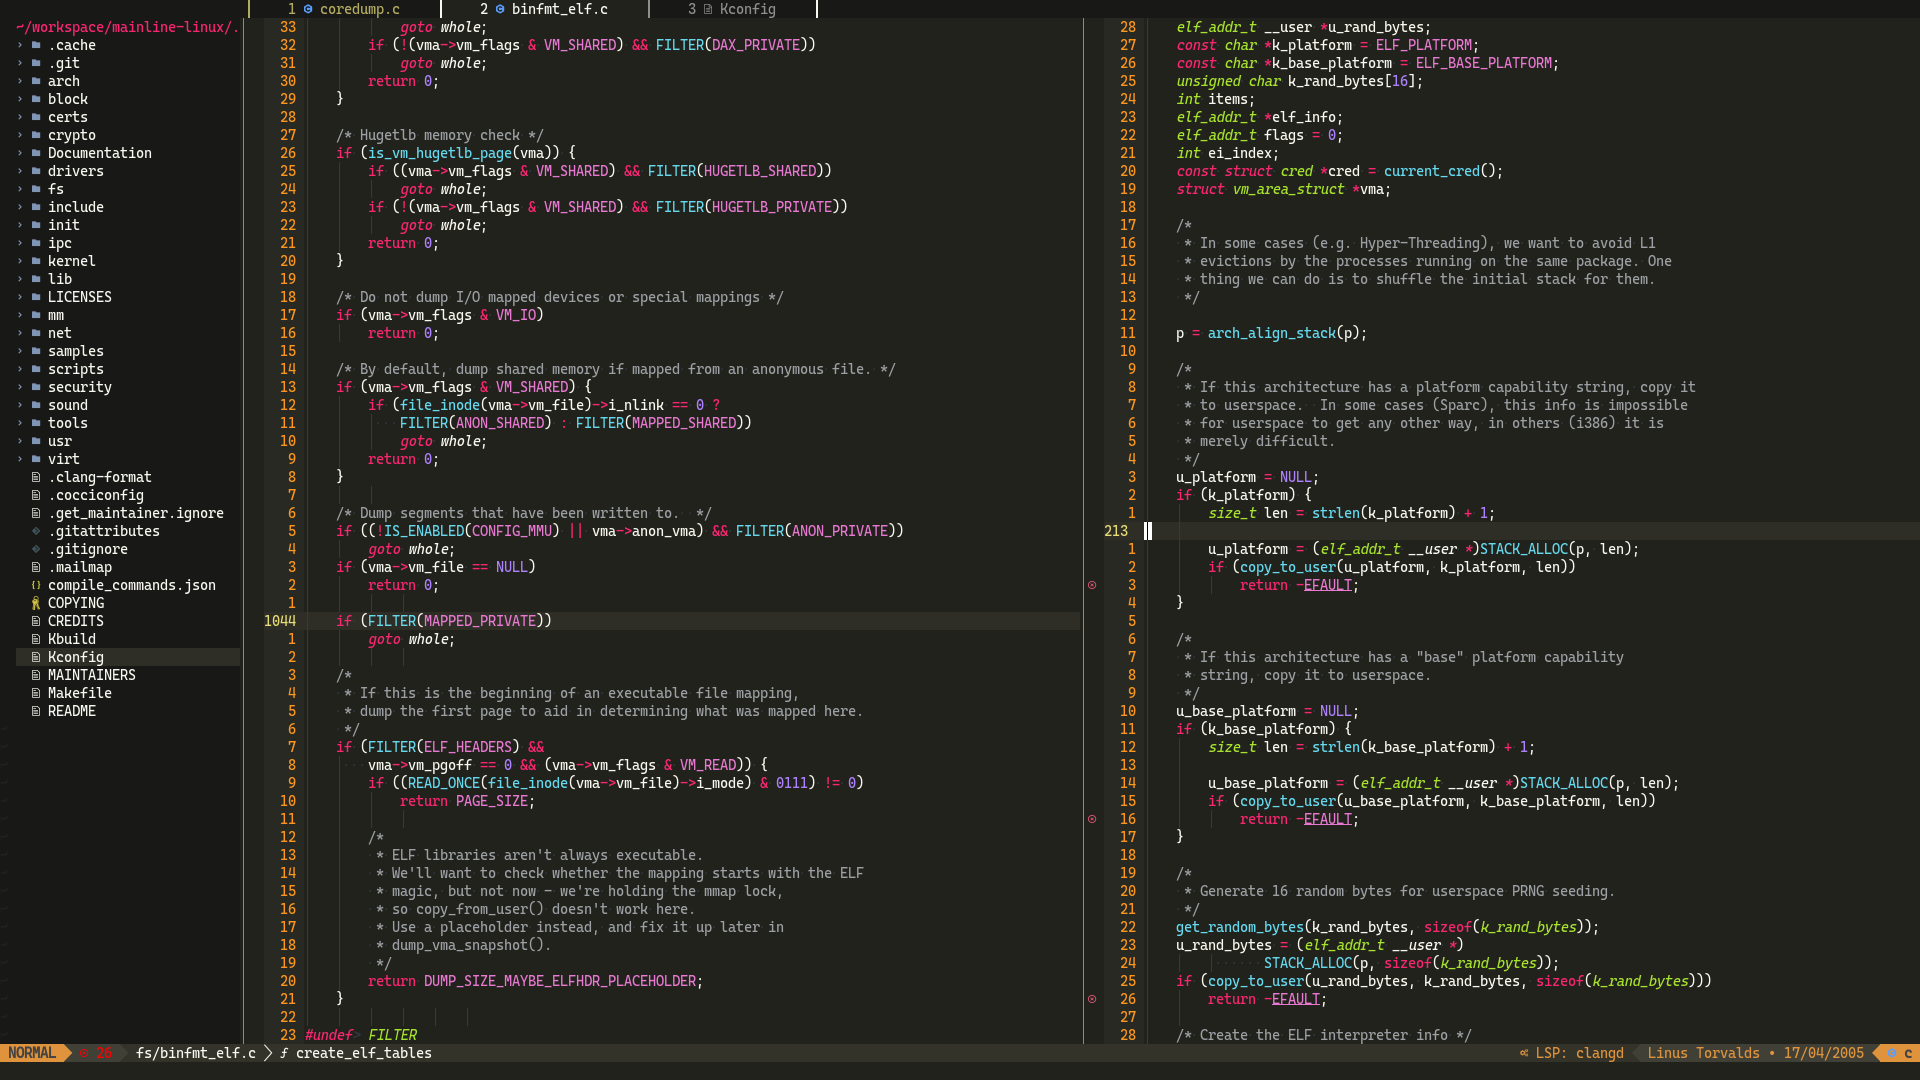 1 coredump.c 2 binfmt_elf.c 3 Kconfig
~/workspace/mainline-linux/.
› .cache
› .git
› arch
› block
› certs
› crypto
› Documentation
› drivers
› fs
› include
› init
› ipc
› kernel
› lib
› LICENSES
› mm
› net
› samples
› scripts
› security
› sound
› tools
› usr
› virt
.clang-format
.cocciconfig
.get_maintainer.ignore
.gitattributes
.gitignore
.mailmap
{} compile_commands.json
COPYING
CREDITS
Kbuild
Kconfig
MAINTAINERS
Makefile
README
33 goto whole;
32 if (!(vma->vm_flags & VM_SHARED) && FILTER(DAX_PRIVATE))
31 goto whole;
30 return 0;
29 }
28
27 /* Hugetlb memory check */
26 if (is_vm_hugetlb_page(vma)) {
25 if ((vma->vm_flags & VM_SHARED) && FILTER(HUGETLB_SHARED))
24 goto whole;
23 if (!(vma->vm_flags & VM_SHARED) && FILTER(HUGETLB_PRIVATE))
22 goto whole;
21 return 0;
20 }
19
18 /* Do not dump I/O mapped devices or special mappings */
17 if (vma->vm_flags & VM_IO)
16 return 0;
15
14 /* By default, dump shared memory if mapped from an anonymous file. */
13 if (vma->vm_flags & VM_SHARED) {
12 if (file_inode(vma->vm_file)->i_nlink == 0 ?
11 FILTER(ANON_SHARED) : FILTER(MAPPED_SHARED))
10 goto whole;
9 return 0;
8 }
7
6 /* Dump segments that have been written to. */
5 if ((!IS_ENABLED(CONFIG_MMU) || vma->anon_vma) && FILTER(ANON_PRIVATE))
4 goto whole;
3 if (vma->vm_file == NULL)
2 return 0;
1
1044 if (FILTER(MAPPED_PRIVATE))
1 goto whole;
2
3 /*
4 * If this is the beginning of an executable file mapping,
5 * dump the first page to aid in determining what was mapped here.
6 */
7 if (FILTER(ELF_HEADERS) &&
8 vma->vm_pgoff == 0 && (vma->vm_flags & VM_READ)) {
9 if ((READ_ONCE(file_inode(vma->vm_file)->i_mode) & 0111) != 0)
10 return PAGE_SIZE;
11
12 /*
13 * ELF libraries aren't always executable.
14 * We'll want to check whether the mapping starts with the ELF
15 * magic, but not now - we're holding the mmap lock,
16 * so copy_from_user() doesn't work here.
17 * Use a placeholder instead, and fix it up later in
18 * dump_vma_snapshot().
19 */
20 return DUMP_SIZE_MAYBE_ELFHDR_PLACEHOLDER;
21 }
22
23 #undef FILTER
28 elf_addr_t __user *u_rand_bytes;
27 const char *k_platform = ELF_PLATFORM;
26 const char *k_base_platform = ELF_BASE_PLATFORM;
25 unsigned char k_rand_bytes[16];
24 int items;
23 elf_addr_t *elf_info;
22 elf_addr_t flags = 0;
21 int ei_index;
20 const struct cred *cred = current_cred();
19 struct vm_area_struct *vma;
18
17 /*
16 * In some cases (e.g. Hyper-Threading), we want to avoid L1
15 * evictions by the processes running on the same package. One
14 * thing we can do is to shuffle the initial stack for them.
13 */
12
11 p = arch_align_stack(p);
10
9 /*
8 * If this architecture has a platform capability string, copy it
7 * to userspace. In some cases (Sparc), this info is impossible
6 * for userspace to get any other way, in others (i386) it is
5 * merely difficult.
4 */
3 u_platform = NULL;
2 if (k_platform) {
1 size_t len = strlen(k_platform) + 1;
213
1 u_platform = (elf_addr_t __user *)STACK_ALLOC(p, len);
2 if (copy_to_user(u_platform, k_platform, len))
3 return -EFAULT;
4 }
5
6 /*
7 * If this architecture has a "base" platform capability
8 * string, copy it to userspace.
9 */
10 u_base_platform = NULL;
11 if (k_base_platform) {
12 size_t len = strlen(k_base_platform) + 1;
13
14 u_base_platform = (elf_addr_t __user *)STACK_ALLOC(p, len);
15 if (copy_to_user(u_base_platform, k_base_platform, len))
16 return -EFAULT;
17 }
18
19 /*
20 * Generate 16 random bytes for userspace PRNG seeding.
21 */
22 get_random_bytes(k_rand_bytes, sizeof(k_rand_bytes));
23 u_rand_bytes = (elf_addr_t __user *)
24 STACK_ALLOC(p, sizeof(k_rand_bytes));
25 if (copy_to_user(u_rand_bytes, k_rand_bytes, sizeof(k_rand_bytes)))
26 return -EFAULT;
27
28 /* Create the ELF interpreter info */
NORMAL 26 fs/binfmt_elf.c ƒ create_elf_tables LSP: clangd Linus Torvalds • 17/04/2005 c